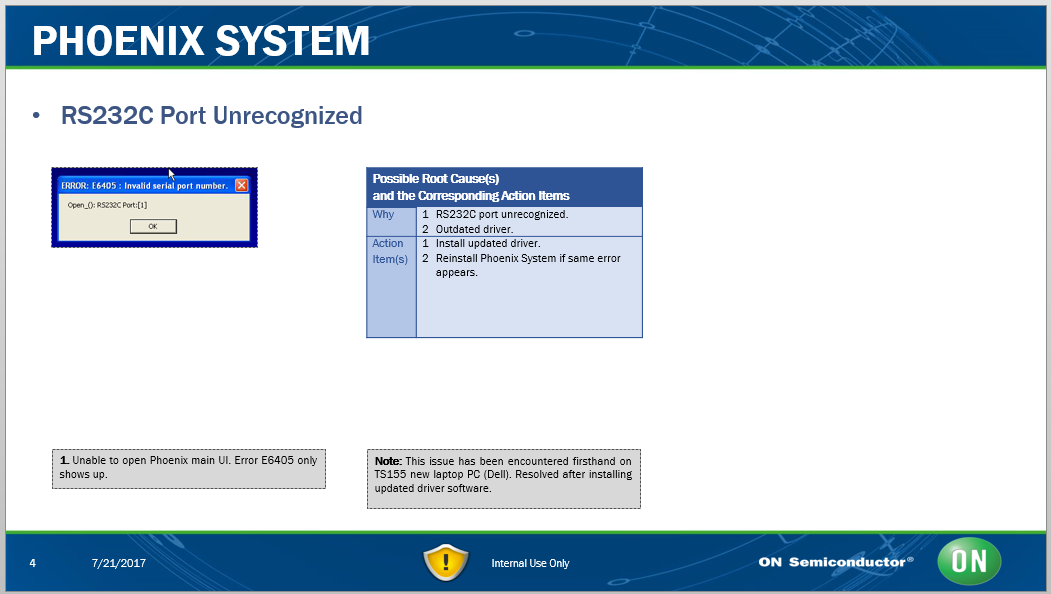 PHOENIX SYSTEM
• RS232C Port Unrecognized
ERROR: E6405 : Invalid serial port number.
Open_(): RS232C Port:[1]
OK
Possible Root Cause(s)
and the Corresponding Action Items
Why
1 RS232C port unrecognized.
2 Outdated driver.
Action
Item(s)
1 Install updated driver.
2 Reinstall Phoenix System if same error
appears.
1. Unable to open Phoenix main UI. Error E6405 only
shows up.
Note: This issue has been encountered firsthand on
TS155 new laptop PC (Dell). Resolved after installing
updated driver software.
4
7/21/2017
!
Internal Use Only
ON Semiconductor®
ON